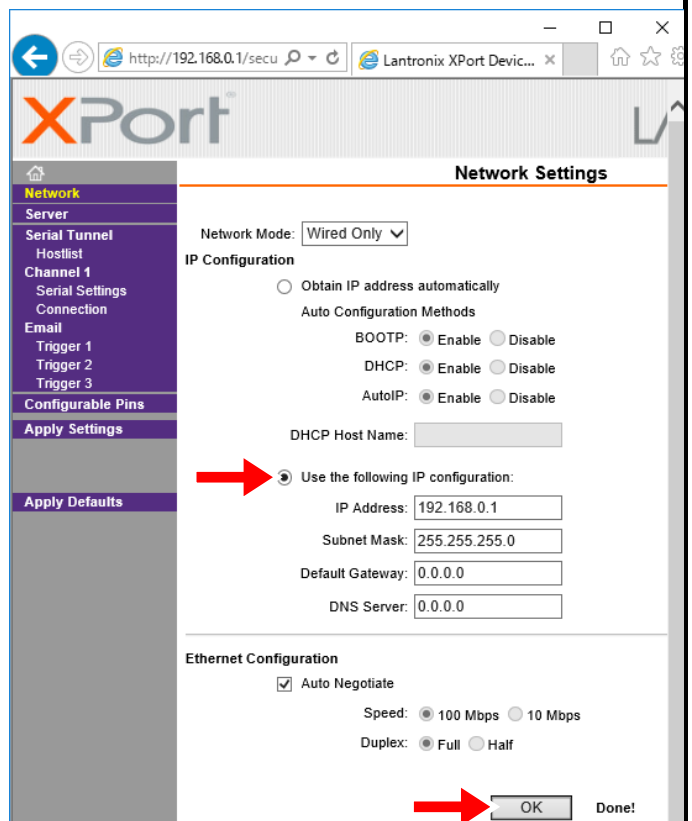 http://192.168.0.1/secu
Lantronix XPort Devic...
XPort
® 
LA
Network Settings
Network
Server
Serial Tunnel
Hostlist
Channel 1
Serial Settings
Connection
Email
Trigger 1
Trigger 2
Trigger 3
Configurable Pins
Apply Settings
Apply Defaults
Network Mode: Wired Only
IP Configuration
Obtain IP address automatically
Auto Configuration Methods
BOOTP: Enable Disable
DHCP: Enable Disable
AutoIP: Enable Disable
DHCP Host Name:
Use the following IP configuration:
IP Address: 192.168.0.1
Subnet Mask: 255.255.255.0
Default Gateway: 0.0.0.0
DNS Server: 0.0.0.0
Ethernet Configuration
Auto Negotiate
Speed: 100 Mbps 10 Mbps
Duplex: Full Half
OK Done!